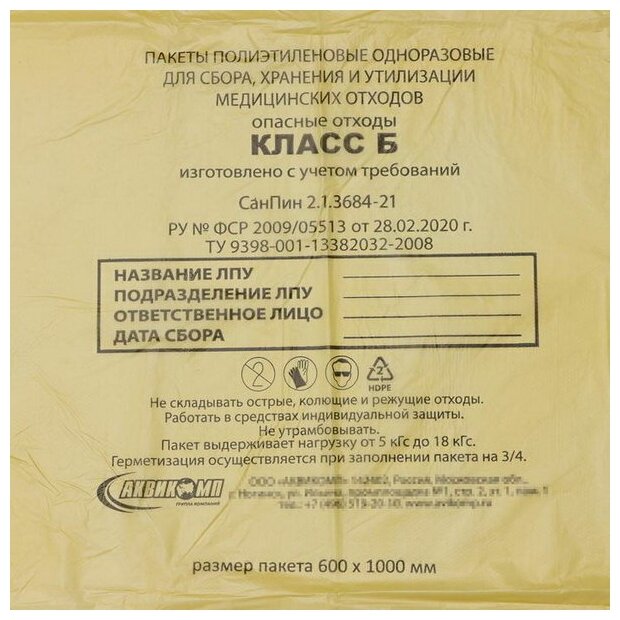 ПАКЕТЫ ПОЛИЭТИЛЕНОВЫЕ ОДНОРАЗОВЫЕ
ДЛЯ СБОРА, ХРАНЕНИЯ И УТИЛИЗАЦИИ
МЕДИЦИНСКИХ ОТХОДОВ
опасные отходы
КЛАСС Б
изготовлено с учетом требований
СанПин 2.1.3684-21
РУ № ФСР 2009/05513 от 28.02.2020 г.
ТУ 9398-001-13382032-2008
НАЗВАНИЕ ЛПУ
ПОДРАЗДЕЛЕНИЕ ЛПУ
ОТВЕТСТВЕННОЕ ЛИЦО
ДАТА СБОРА
2
HDPE
Не складывать острые, колющие и режущие отходы.
Работать в средствах индивидуальной защиты.
Не утрамбовывать.
Пакет выдерживает нагрузку от 5 кГс до 18 кГс.
Герметизация осуществляется при заполнении пакета на 3/4.
АКВИКОМП
ГРУППА КОМПАНИЙ
ООО «АКВИКОМП» Россия, Московская
размер пакета 600 х 1000 мм